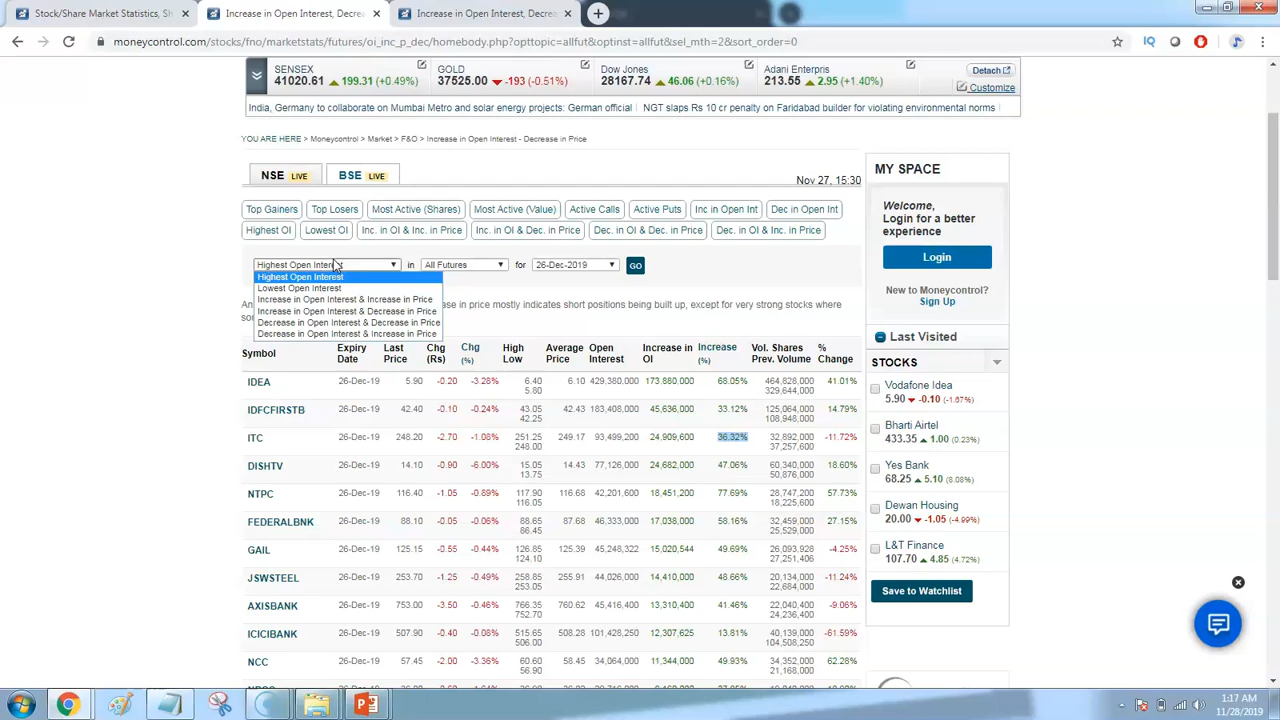 Stock/Share Market Statistics, Sh
Increase in Open Interest, Decrea
Increase in Open Interest, Decrea
moneycontrol.com/stocks/fno/marketstats/futures/oi_inc_p_dec/homebody.php?opttopic=allfut&optinst=allfut&sel_mth=2&sort_order=0
SENSEX GOLD Dow Jones Adani Enterpris Detach
41020.61 ▲ 199.31 (+0.49%) 37525.00 ▼ -193 (-0.51%) 28167.74 ▲ 46.06 (+0.16%) 213.55 ▲ 2.95 (+1.40%) Customize
India, Germany to collaborate on Mumbai Metro and solar energy projects: German official | NGT slaps Rs 10 cr penalty on Faridabad builder for violating environmental norms |
YOU ARE HERE > Moneycontrol > Market > F&O > Increase in Open Interest - Decrease in Price
NSE LIVE BSE LIVE
Nov 27, 15:30
Top Gainers Top Losers Most Active (Shares) Most Active (Value) Active Calls Active Puts Inc in Open Int Dec in Open Int
Highest OI Lowest OI Inc. in OI & Inc. in Price Inc. in OI & Dec. in Price Dec. in OI & Dec. Price Dec. in OI & Inc. in Price
Highest Open Interest in All Futures for 26-Dec-2019 GO
Highest Open Interest
Lowest Open Interest
Increase in Open Interest & Increase in Price
Increase in Open Interest & Decrease in Price
Decrease in Open Interest & Decrease in Price
Decrease in Open Interest & Increase in Price
An
ease in price mostly indicates short positions being built up, except for very strong stocks where
Symbol Expiry Date Last Price Chg (Rs) Chg (%) High Low Average Price Open Interest Increase in OI Increase (%) Vol. Shares Prev. Volume % Change
IDEA 26-Dec-19 5.90 -0.20 -3.28% 6.40 6.10 429,380,000 173,880,000 68.05% 464,828,000 41.01%
5.80 329,644,000
IDFCFIRSTB 26-Dec-19 42.40 -0.10 -0.24% 43.05 42.43 183,408,000 45,636,000 33.12% 125,064,000 14.79%
42.25 108,948,000
ITC 26-Dec-19 248.20 -2.70 -1.08% 251.25 249.17 93,499,200 24,909,600 36.32% 32,892,000 -11.72%
248.00 37,257,600
DISHTV 26-Dec-19 14.10 -0.90 -6.00% 15.05 14.43 77,126,000 24,682,000 47.06% 60,340,000 18.60%
13.75 50,876,000
NTPC 26-Dec-19 116.40 -1.05 -0.89% 117.90 116.68 42,201,600 18,451,200 77.69% 28,747,200 57.73%
116.05 18,225,600
FEDERALBNK 26-Dec-19 88.10 -0.05 -0.06% 88.65 87.68 46,333,000 17,038,000 58.16% 32,459,000 27.15%
86.45 25,529,000
GAIL 26-Dec-19 125.15 -0.55 -0.44% 126.85 125.39 45,248,322 15,020,544 49.69% 26,093,928 -4.25%
124.10 27,251,406
JSWSTEEL 26-Dec-19 253.70 -1.25 -0.49% 258.65 255.91 44,026,000 14,410,000 48.66% 20,134,000 -11.24%
253.20 22,684,000
AXISBANK 26-Dec-19 753.00 -3.50 -0.46% 766.35 760.62 45,416,400 13,310,400 41.46% 22,040,400 -9.06%
752.70 24,236,400
ICICIBANK 26-Dec-19 507.90 -0.40 -0.08% 515.65 508.28 101,428,250 12,307,625 13.81% 40,139,000 -61.59%
506.70 104,508,250
NCC 26-Dec-19 57.45 -2.00 -3.36% 60.60 58.45 34,064,000 11,344,000 49.93% 34,352,000 62.28%
56.90 21,168,000
MY SPACE
Welcome,
Login for a better
experience
Login
New to Moneycontrol?
Sign Up
Last Visited
STOCKS
Vodafone Idea
5.90 ▼ -0.10 (-1.67%)
Bharti Airtel
433.35 ▲ 1.00 (0.23%)
Yes Bank
68.25 ▲ 5.10 (8.08%)
Dewan Housing
20.00 ▼ -1.05 (-4.99%)
L&T Finance
107.70 ▲ 4.85 (4.72%)
Save to Watchlist
1:17 AM
11/28/2019